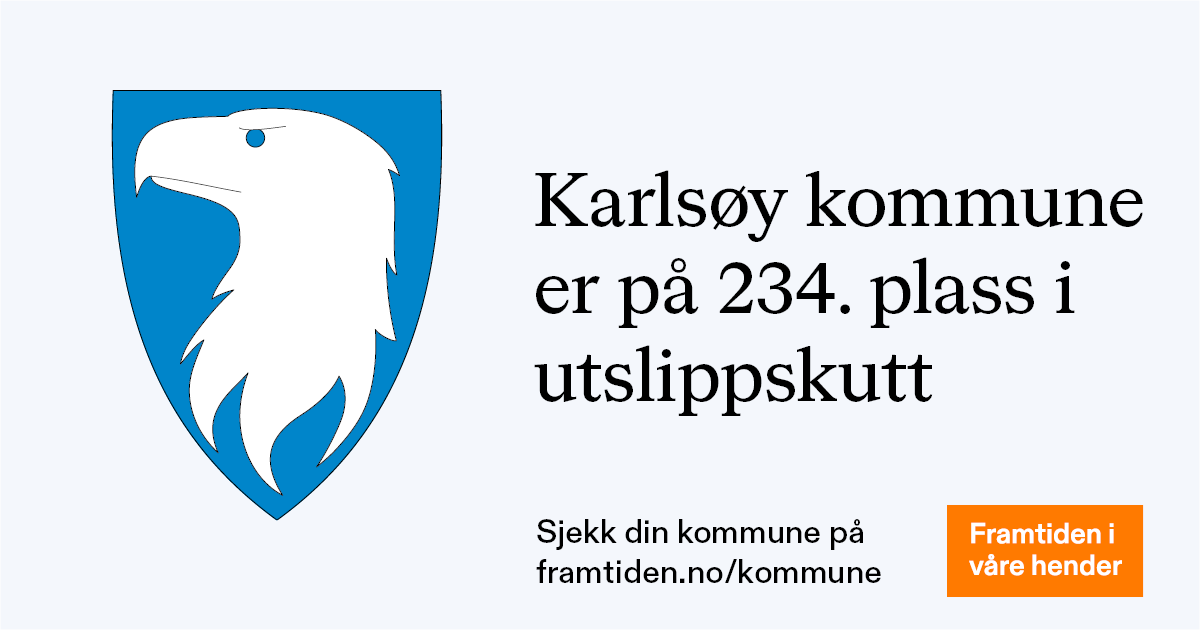 Karlsøy kommune
er på 234. plass i
utslippskutt
Sjekk din kommune på
framtiden.no/kommune
Framtiden i
våre hender